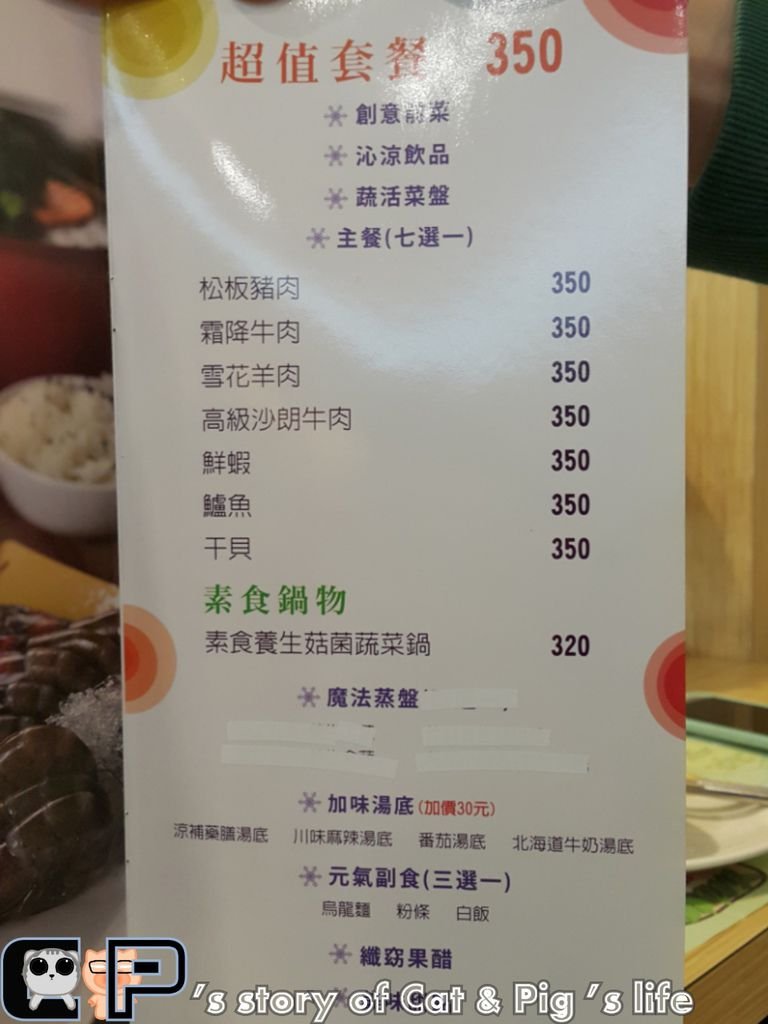 超值套餐 350
創意前菜
沁涼飲品
蔬活菜盤
主餐(七選一)
松板豬肉 350
霜降牛肉 350
雪花羊肉 350
高級沙朗牛肉 350
鮮蝦 350
鱸魚 350
干貝 350
素食鍋物
素食養生菇菌蔬菜鍋 320
魔法蒸盤
加味湯底(加價30元)
涼補藥膳湯底 川味麻辣湯底 番茄湯底 北海道牛奶湯底
元氣副食(三選一)
烏龍麵 粉條 白飯
纖窈果醋
CP's story of Cat & Pig's life